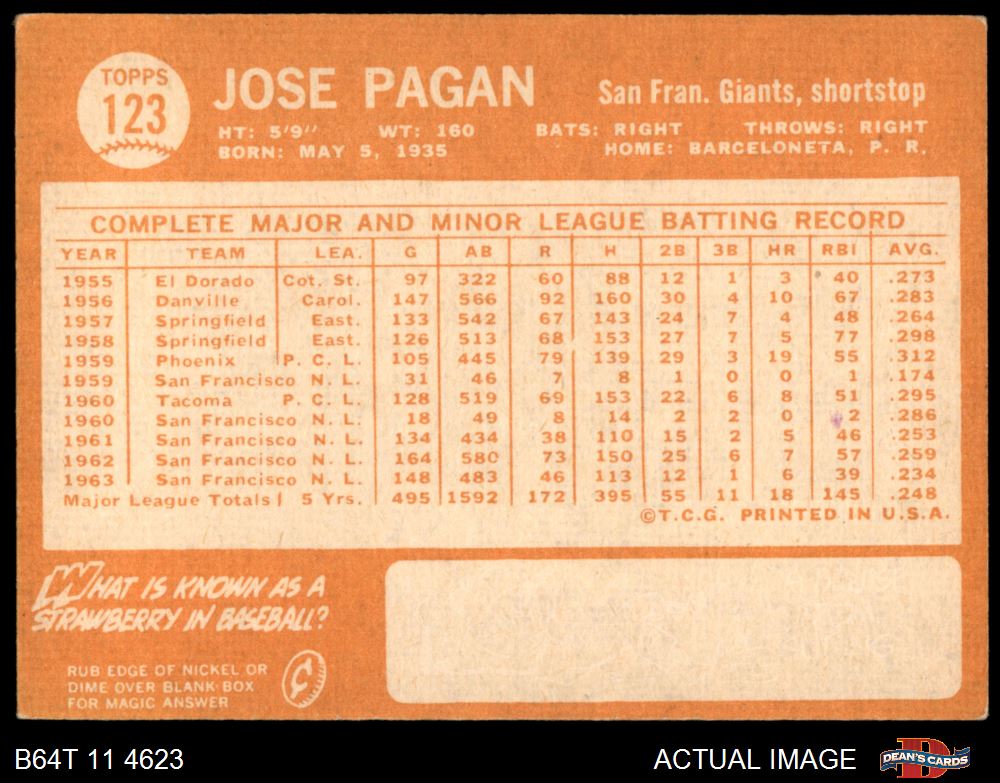 TOPPS
123
JOSE PAGAN
San Fran. Giants, shortstop
HT: 5'9" WT: 160 BATS: RIGHT THROWS: RIGHT
BORN: MAY 5, 1935 HOME: BARCELONETA, P. R.
COMPLETE MAJOR AND MINOR LEAGUE BATTING RECORD
YEAR TEAM LEA. G AB R H 2B 3B HR RBI AVG.
1955 El Dorado Cot. St. 97 322 60 88 12 1 3 40 .273
1956 Danville Carol. 147 566 92 160 30 4 10 67 .283
1957 Springfield East. 133 542 67 143 24 7 4 48 .264
1958 Springfield East. 126 513 68 153 27 7 5 77 .298
1959 Phoenix P. C. L. 105 445 79 139 29 3 19 55 .312
1959 San Francisco N. L. 31 46 7 8 1 0 0 1 .174
1960 Tacoma P. C. L. 128 519 69 153 22 6 8 51 .295
1960 San Francisco N. L. 18 49 8 14 2 2 0 2 .286
1961 San Francisco N. L. 134 434 38 110 15 2 5 46 .253
1962 San Francisco N. L. 164 580 73 150 25 6 7 57 .259
1963 San Francisco N. L. 148 483 46 113 12 1 6 39 .234
Major League Totals 5 Yrs. 495 1592 172 395 55 11 18 145 .248
©T.C.G. PRINTED IN U.S.A.
WHAT IS KNOWN AS A
STRAWBERRY IN BASEBALL?
RUB EDGE OF NICKEL OR
DIME OVER BLANK BOX
FOR MAGIC ANSWER
B64T 11 4623
ACTUAL IMAGE
DEAN'S CARDS